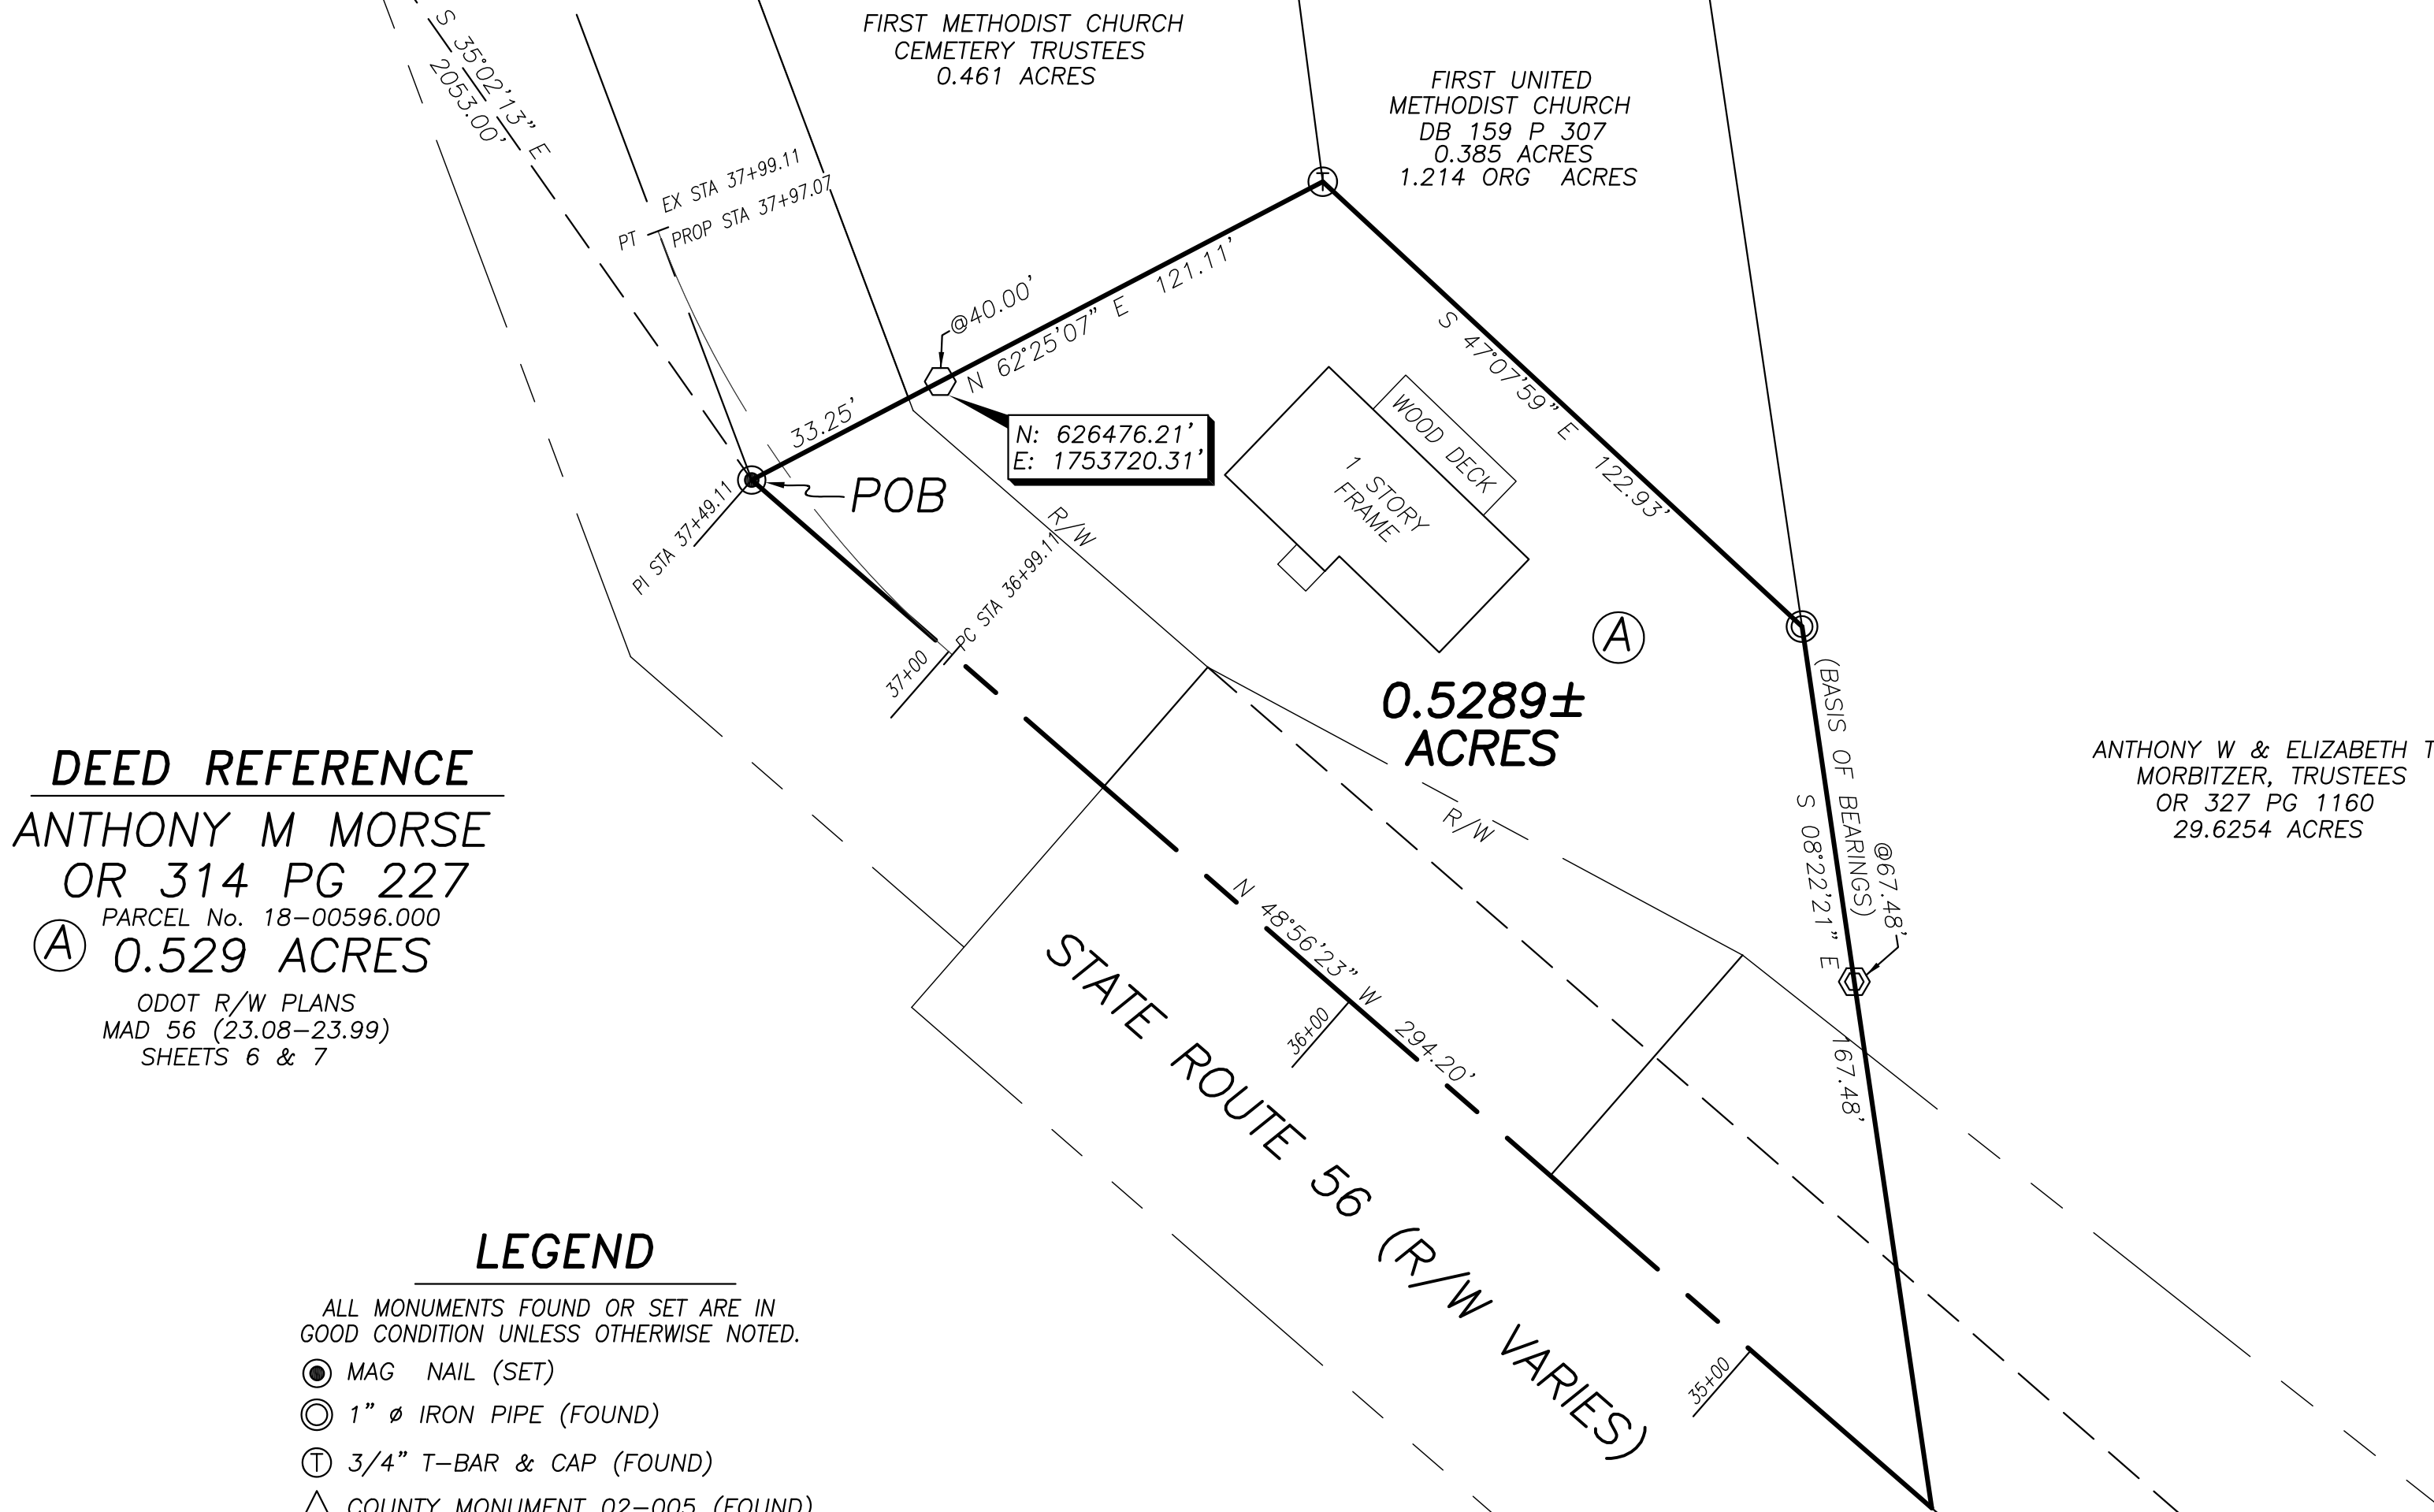 S 35°02'13" E
2053.00'
FIRST METHODIST CHURCH
CEMETERY TRUSTEES
0.461 ACRES
FIRST UNITED
METHODIST CHURCH
DB 159 P 307
0.385 ACRES
1.214 ORG ACRES
EX STA 37+99.11
PT
PROP STA 37+97.07
@40.00'
N 62°25'07" E 121.11'
33.25'
N: 626476.21'
E: 1753720.31'
POB
PI STA 37+49.11
R/W
PC STA 36+99.11
37+00
S 47°07'59" E 122.93'
WOOD DECK
1 STORY
FRAME
A
0.5289±
ACRES
(BASIS OF BEARINGS)
S 08°22'21" E
@67.48'
167.48'
R/W
ANTHONY W & ELIZABETH T
MORBITZER, TRUSTEES
OR 327 PG 1160
29.6254 ACRES
DEED REFERENCE
ANTHONY M MORSE
OR 314 PG 227
PARCEL No. 18-00596.000
A 0.529 ACRES
ODOT R/W PLANS
MAD 56 (23.08-23.99)
SHEETS 6 & 7
N 48°56'23" W 294.20'
36+00
STATE ROUTE 56 (R/W VARIES)
35+00
LEGEND
ALL MONUMENTS FOUND OR SET ARE IN
GOOD CONDITION UNLESS OTHERWISE NOTED.
MAG NAIL (SET)
1" ø IRON PIPE (FOUND)
T 3/4" T-BAR & CAP (FOUND)
COUNTY MONUMENT 02-005 (FOUND)